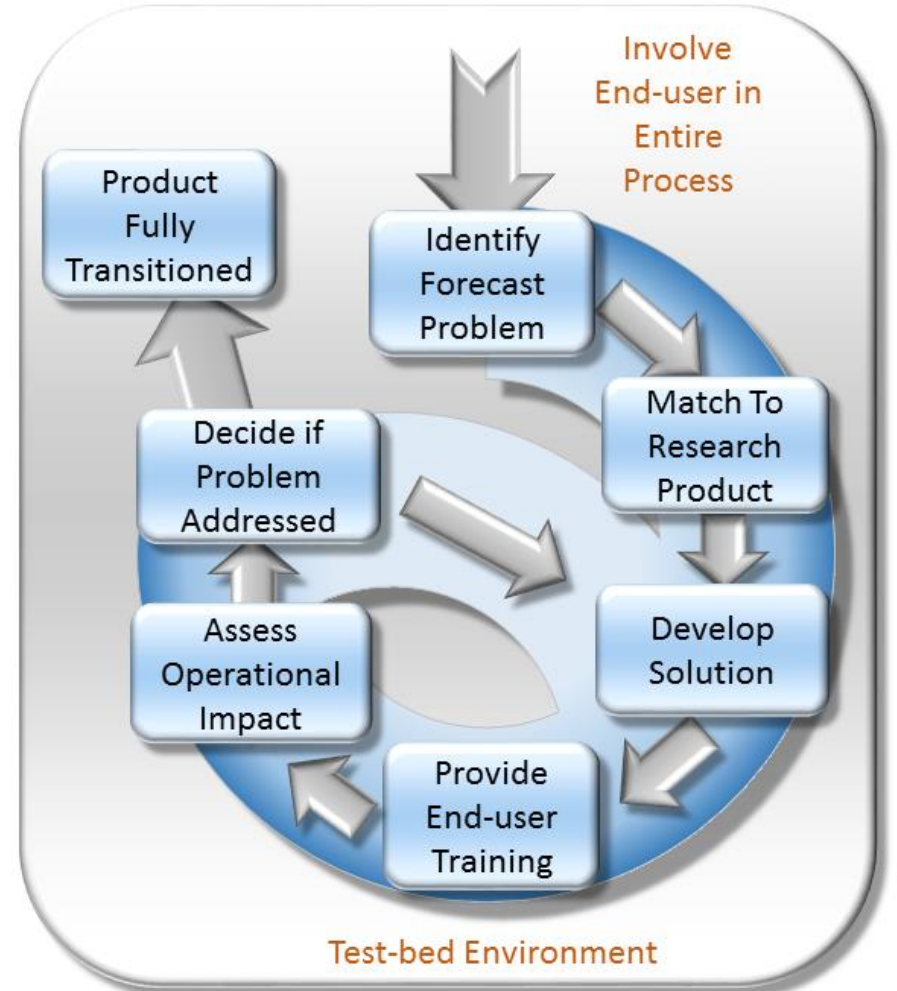 Involve
End-user in
Entire
Process
Identify
Forecast
Problem
Match To
Research
Product
Develop
Solution
Provide
End-user
Training
Assess
Operational
Impact
Decide if
Problem
Addressed
Product
Fully
Transitioned
Test-bed Environment